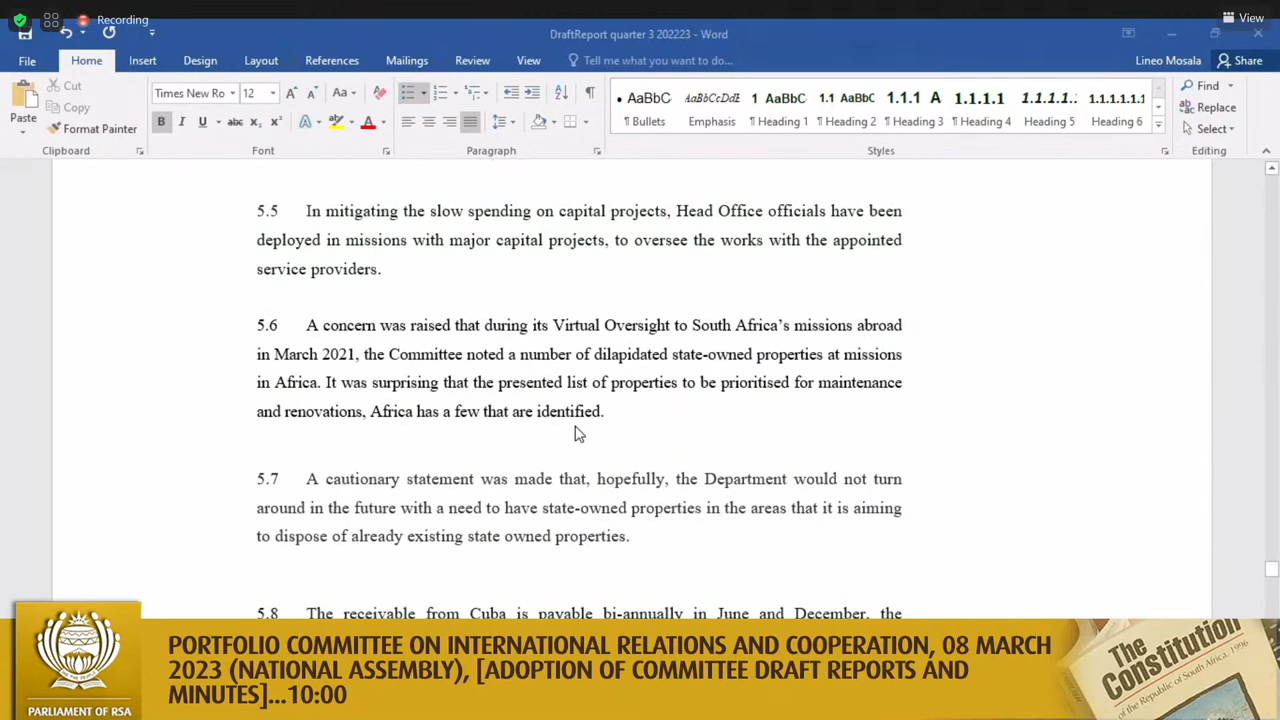 Recording
View
DraftReport quarter 3 202223 - Word
File Home Insert Design Layout References Mailings Review View Tell me what you want to do... Lineo Mosala Share
Paste
Cut
Copy
Format Painter
Clipboard
Times New Ro 12
Font
Paragraph
AaBbC AaBbCcDdE 1 AaBbC 1.1 AaBbC 1.1.1 A 1.1.1.1 1.1.1.1. 1.1.1.1.1
¶ Bullets Emphasis ¶ Heading 1 ¶ Heading 2 ¶ Heading 3 ¶ Heading 4 ¶ Heading 5 ¶ Heading 6
Styles
Find
Replace
Select
Editing
5.5 In mitigating the slow spending on capital projects, Head Office officials have been
deployed in missions with major capital projects, to oversee the works with the appointed
service providers.
5.6 A concern was raised that during its Virtual Oversight to South Africa's missions abroad
in March 2021, the Committee noted a number of dilapidated state-owned properties at missions
in Africa. It was surprising that the presented list of properties to be prioritised for maintenance
and renovations, Africa has a few that are identified.
5.7 A cautionary statement was made that, hopefully, the Department would not turn
around in the future with a need to have state-owned properties in the areas that it is aiming
to dispose of already existing state owned properties.
5.8 The receivable from Cuba is payable bi-annually in June and December, the
PORTFOLIO COMMITTEE ON INTERNATIONAL RELATIONS AND COOPERATION, 08 MARCH
2023 (NATIONAL ASSEMBLY), [ADOPTION OF COMMITTEE DRAFT REPORTS AND
MINUTES]...10:00
PARLIAMENT OF RSA
The
Constitution
of the Republic of South Africa, 1996